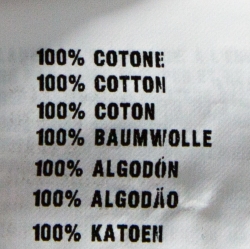 100% COTONE
100% COTTON
100% COTON
100% BAUMWOLLE
100% ALGODÓN
100% ALGODÃO
100% KATOEN